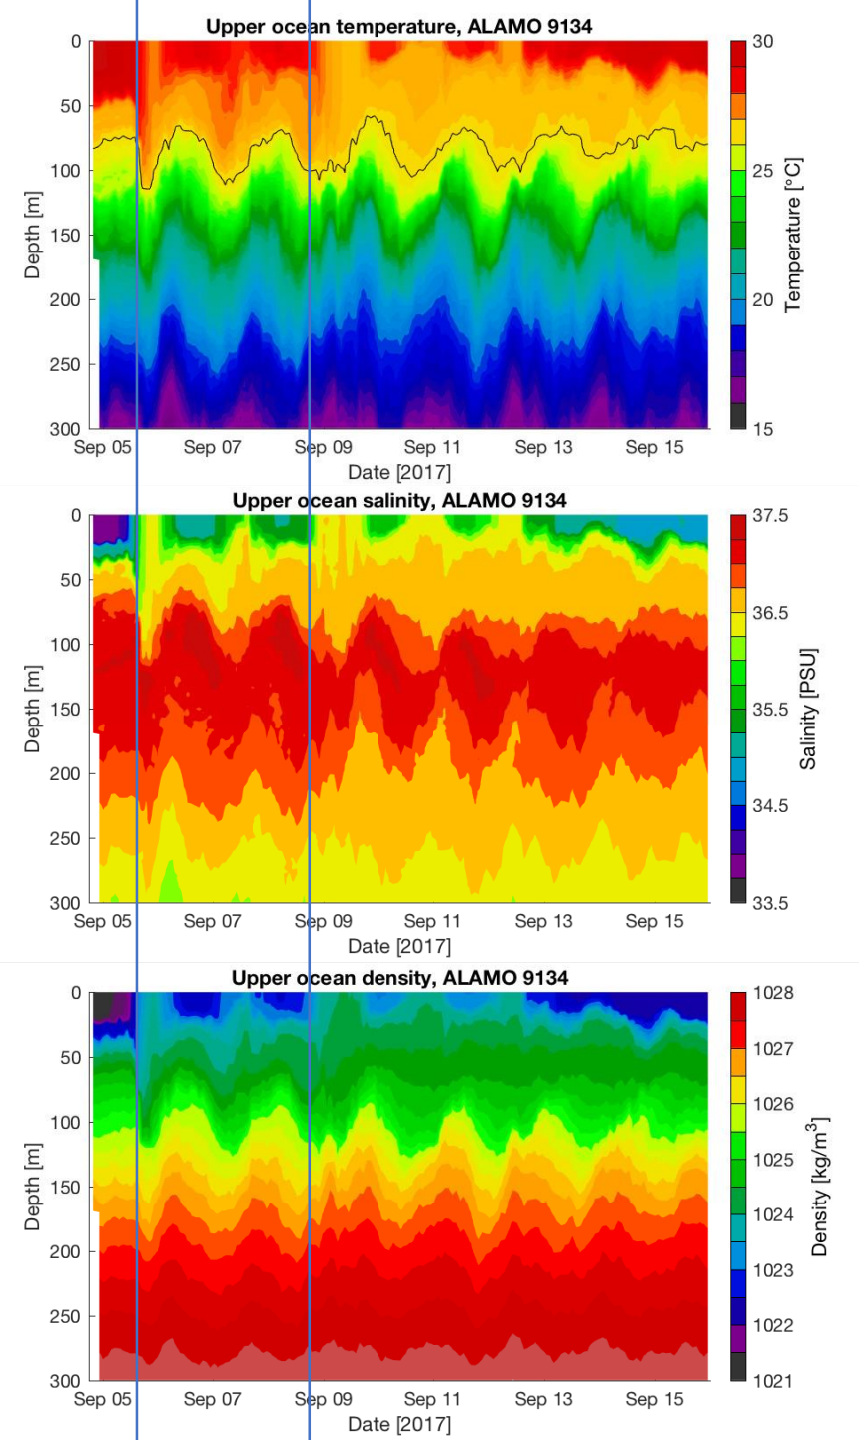 Upper ocean temperature, ALAMO 9134
0
50
100
150
200
250
300
Depth [m]
Sep 05 Sep 07 Sep 09 Sep 11 Sep 13 Sep 15
Date [2017]
30
25
20
15
Temperature [°C]
Upper ocean salinity, ALAMO 9134
0
50
100
150
200
250
300
Depth [m]
Sep 05 Sep 07 Sep 09 Sep 11 Sep 13 Sep 15
Date [2017]
37.5
36.5
35.5
34.5
33.5
Salinity [PSU]
Upper ocean density, ALAMO 9134
0
50
100
150
200
250
300
Depth [m]
Sep 05 Sep 07 Sep 09 Sep 11 Sep 13 Sep 15
Date [2017]
1028
1027
1026
1025
1024
1023
1022
1021
Density [kg/m³]